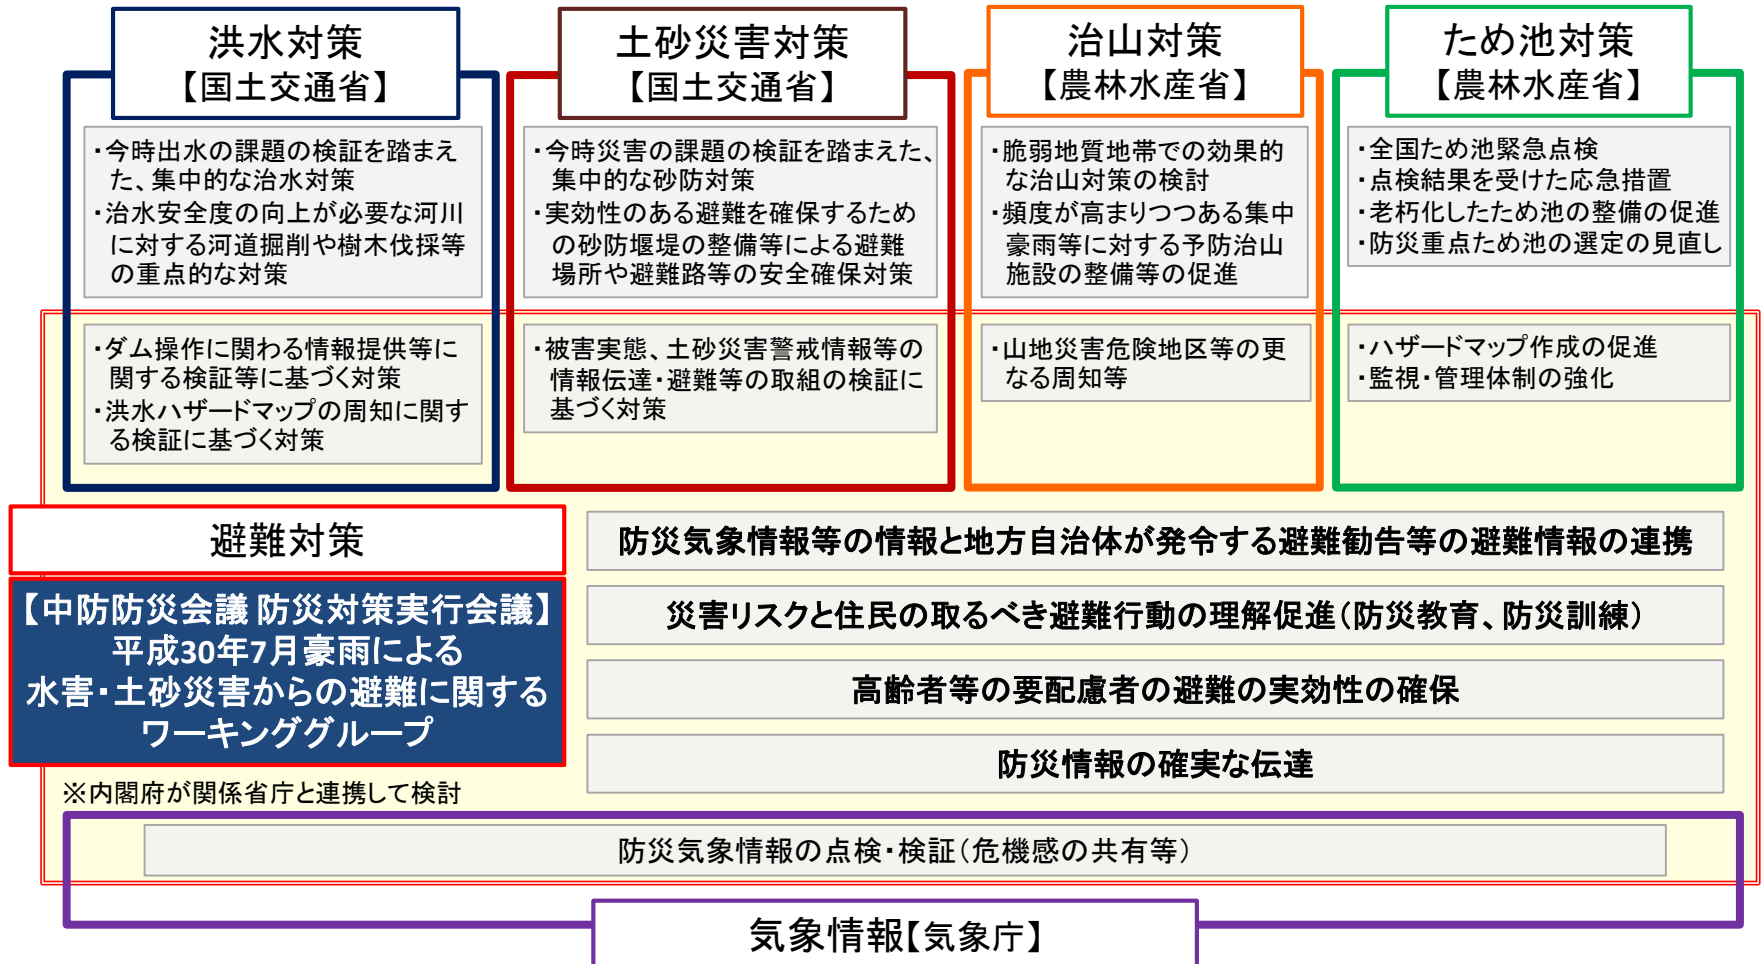 洪水対策
【国土交通省】
・今時出水の課題の検証を踏まえ
た、集中的な治水対策
・治水安全度の向上が必要な河川
に対する河道掘削や樹木伐採等
の重点的な対策
・ダム操作に関わる情報提供等に
関する検証等に基づく対策
・洪水ハザードマップの周知に関す
る検証に基づく対策
土砂災害対策
【国土交通省】
・今時災害の課題の検証を踏まえた、
集中的な砂防対策
・実効性のある避難を確保するため
の砂防堰堤の整備等による避難
場所や避難路等の安全確保対策
・被害実態、土砂災害警戒情報等の
情報伝達・避難等の取組の検証に
基づく対策
治山対策
【農林水産省】
・脆弱地質地帯での効果的
な治山対策の検討
・頻度が高まりつつある集中
豪雨等に対する予防治山
施設の整備等の促進
・山地災害危険地区等の更
なる周知等
ため池対策
【農林水産省】
・全国ため池緊急点検
・点検結果を受けた応急措置
・老朽化したため池の整備の促進
・防災重点ため池の選定の見直し
・ハザードマップ作成の促進
・監視・管理体制の強化
避難対策
【中防防災会議 防災対策実行会議】
平成30年7月豪雨による
水害・土砂災害からの避難に関する
ワーキンググループ
※内閣府が関係省庁と連携して検討
防災気象情報等の情報と地方自治体が発令する避難勧告等の避難情報の連携
災害リスクと住民の取るべき避難行動の理解促進(防災教育、防災訓練)
高齢者等の要配慮者の避難の実効性の確保
防災情報の確実な伝達
防災気象情報の点検・検証(危機感の共有等)
気象情報【気象庁】